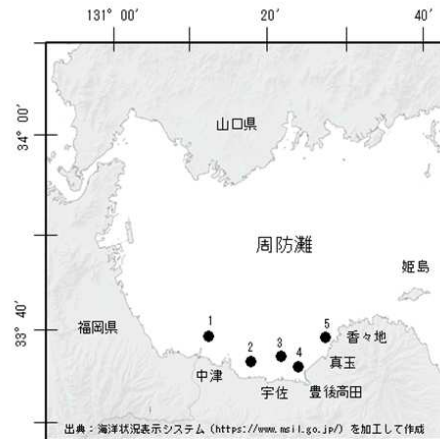 131° 00′ 20′ 40′
34° 00′
山口県
周防灘
姫島
33° 40′
1
5
福岡県
香々地
2
3
4
真玉
中津
宇佐
豊後高田
出典：海洋状況表示システム（https://www.msil.go.jp/）を加工して作成